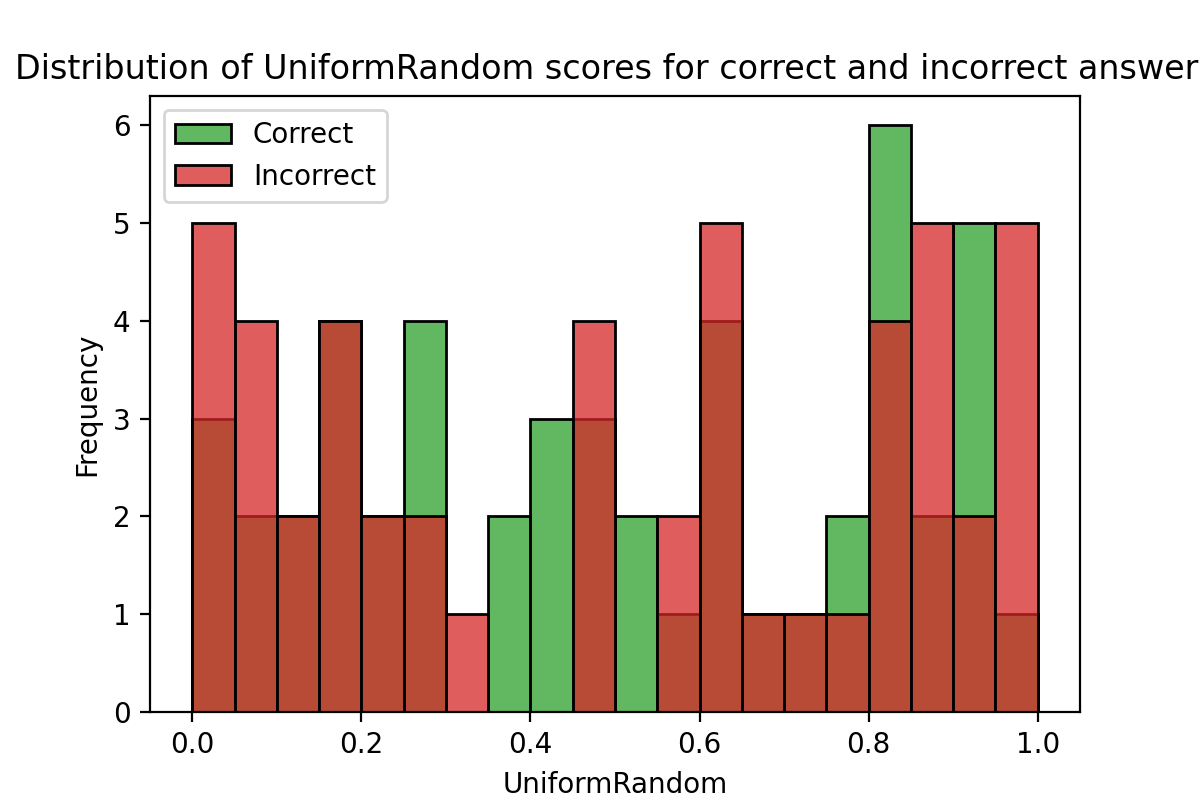 Distribution of UniformRandom scores for correct and incorrect answer
Correct
Incorrect
6
5
4
3
2
1
0
Frequency
0.0 0.2 0.4 0.6 0.8 1.0
UniformRandom